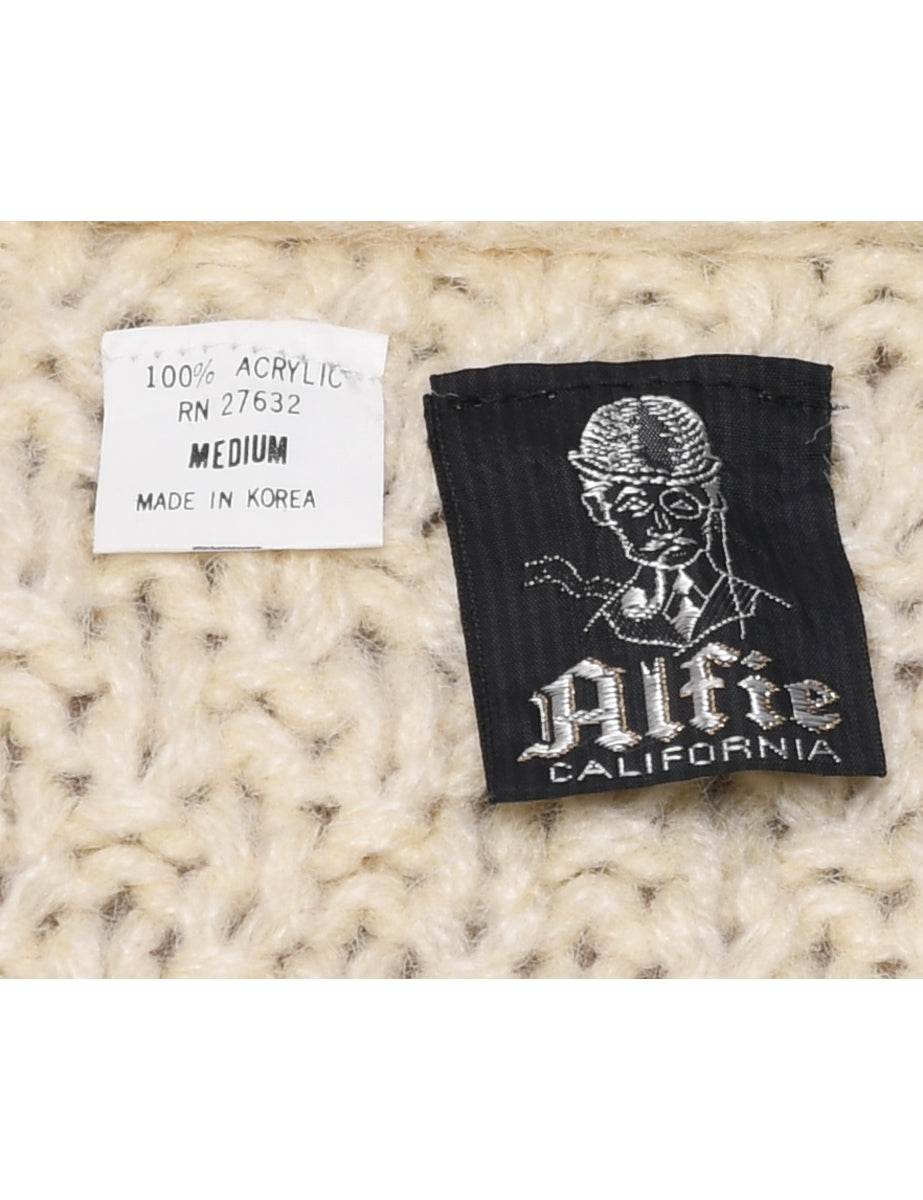 100% ACRYLIC
RN 27632
MEDIUM
MADE IN KOREA
Alfie
CALIFORNIA